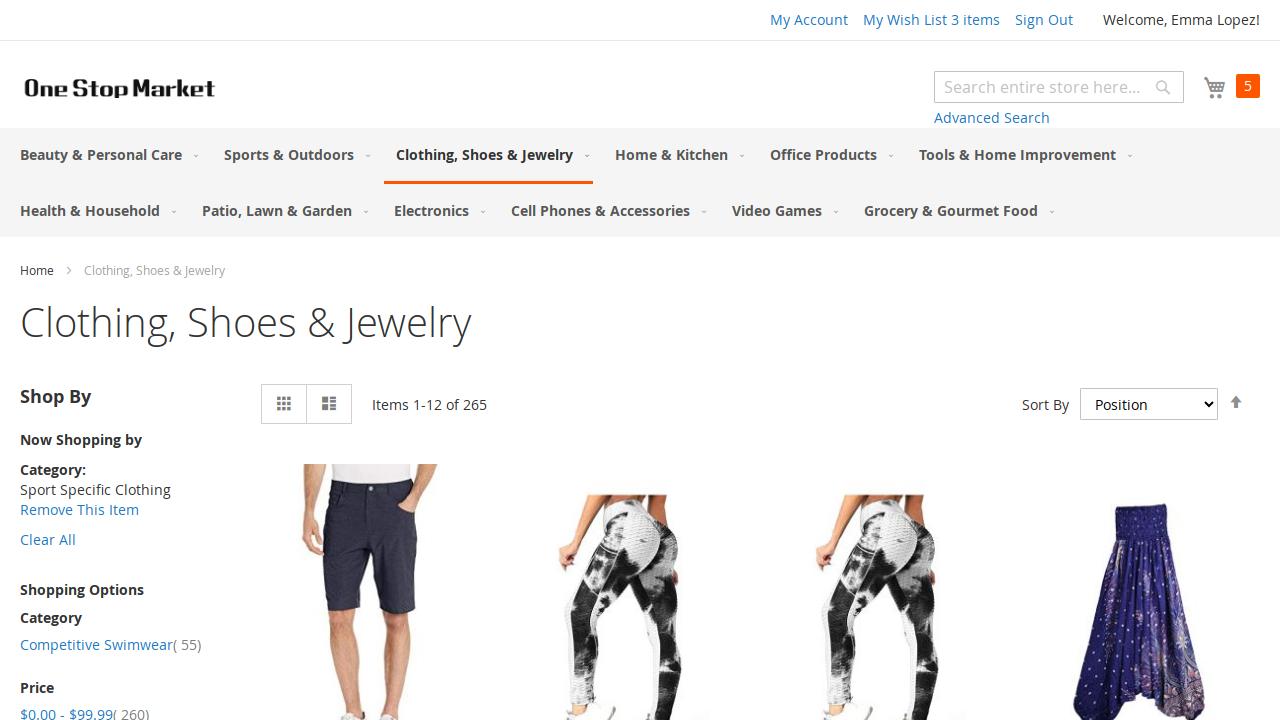 My Account My Wish List 3 items Sign Out Welcome, Emma Lopez!
One Stop Market
Search entire store here...
5
Advanced Search
Beauty & Personal Care Sports & Outdoors Clothing, Shoes & Jewelry Home & Kitchen Office Products Tools & Home Improvement
Health & Household Patio, Lawn & Garden Electronics Cell Phones & Accessories Video Games Grocery & Gourmet Food
Home Clothing, Shoes & Jewelry
Clothing, Shoes & Jewelry
Shop By
Items 1-12 of 265
Sort By Position
Now Shopping by
Category:
Sport Specific Clothing
Remove This Item
Clear All
Shopping Options
Category
Competitive Swimwear( 55)
Price
$0.00 - $99.99( 260)